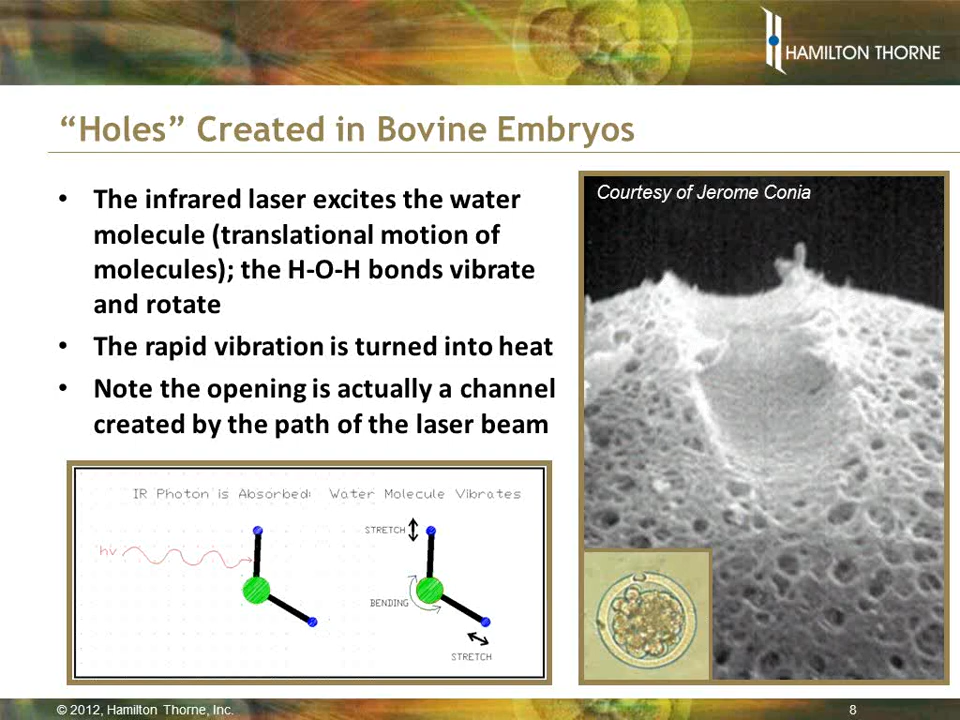 HAMILTON THORNE
“Holes” Created in Bovine Embryos
• The infrared laser excites the water
molecule (translational motion of
molecules); the H-O-H bonds vibrate
and rotate
• The rapid vibration is turned into heat
• Note the opening is actually a channel
created by the path of the laser beam
Courtesy of Jerome Conia
IR Photon is Absorbed: Water Molecule Vibrates
hv
STRETCH
BENDING
STRETCH
© 2012, Hamilton Thorne, Inc.
8